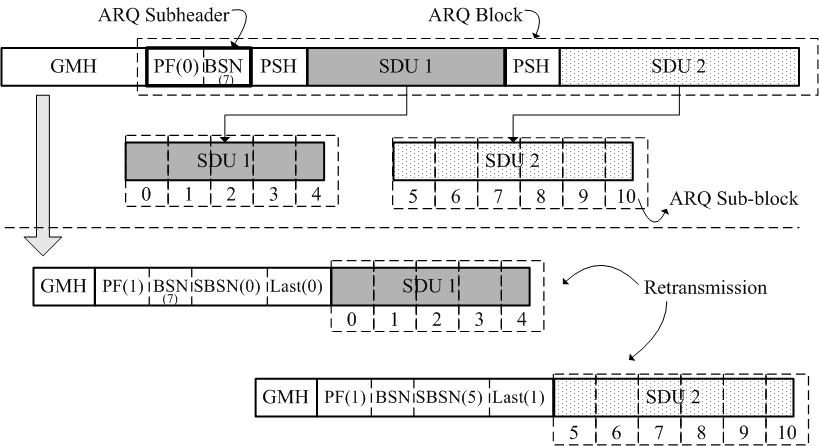 ARQ Subheader
ARQ Block
GMH PF(0) BSN (7) PSH SDU 1 PSH SDU 2
SDU 1
SDU 2
0 1 2 3 4
5 6 7 8 9 10
ARQ Sub-block
GMH PF(1) BSN (7) SBSN(0) Last(0) SDU 1
0 1 2 3 4
Retransmission
GMH PF(1) BSN SBSN(5) Last(1) SDU 2
5 6 7 8 9 10